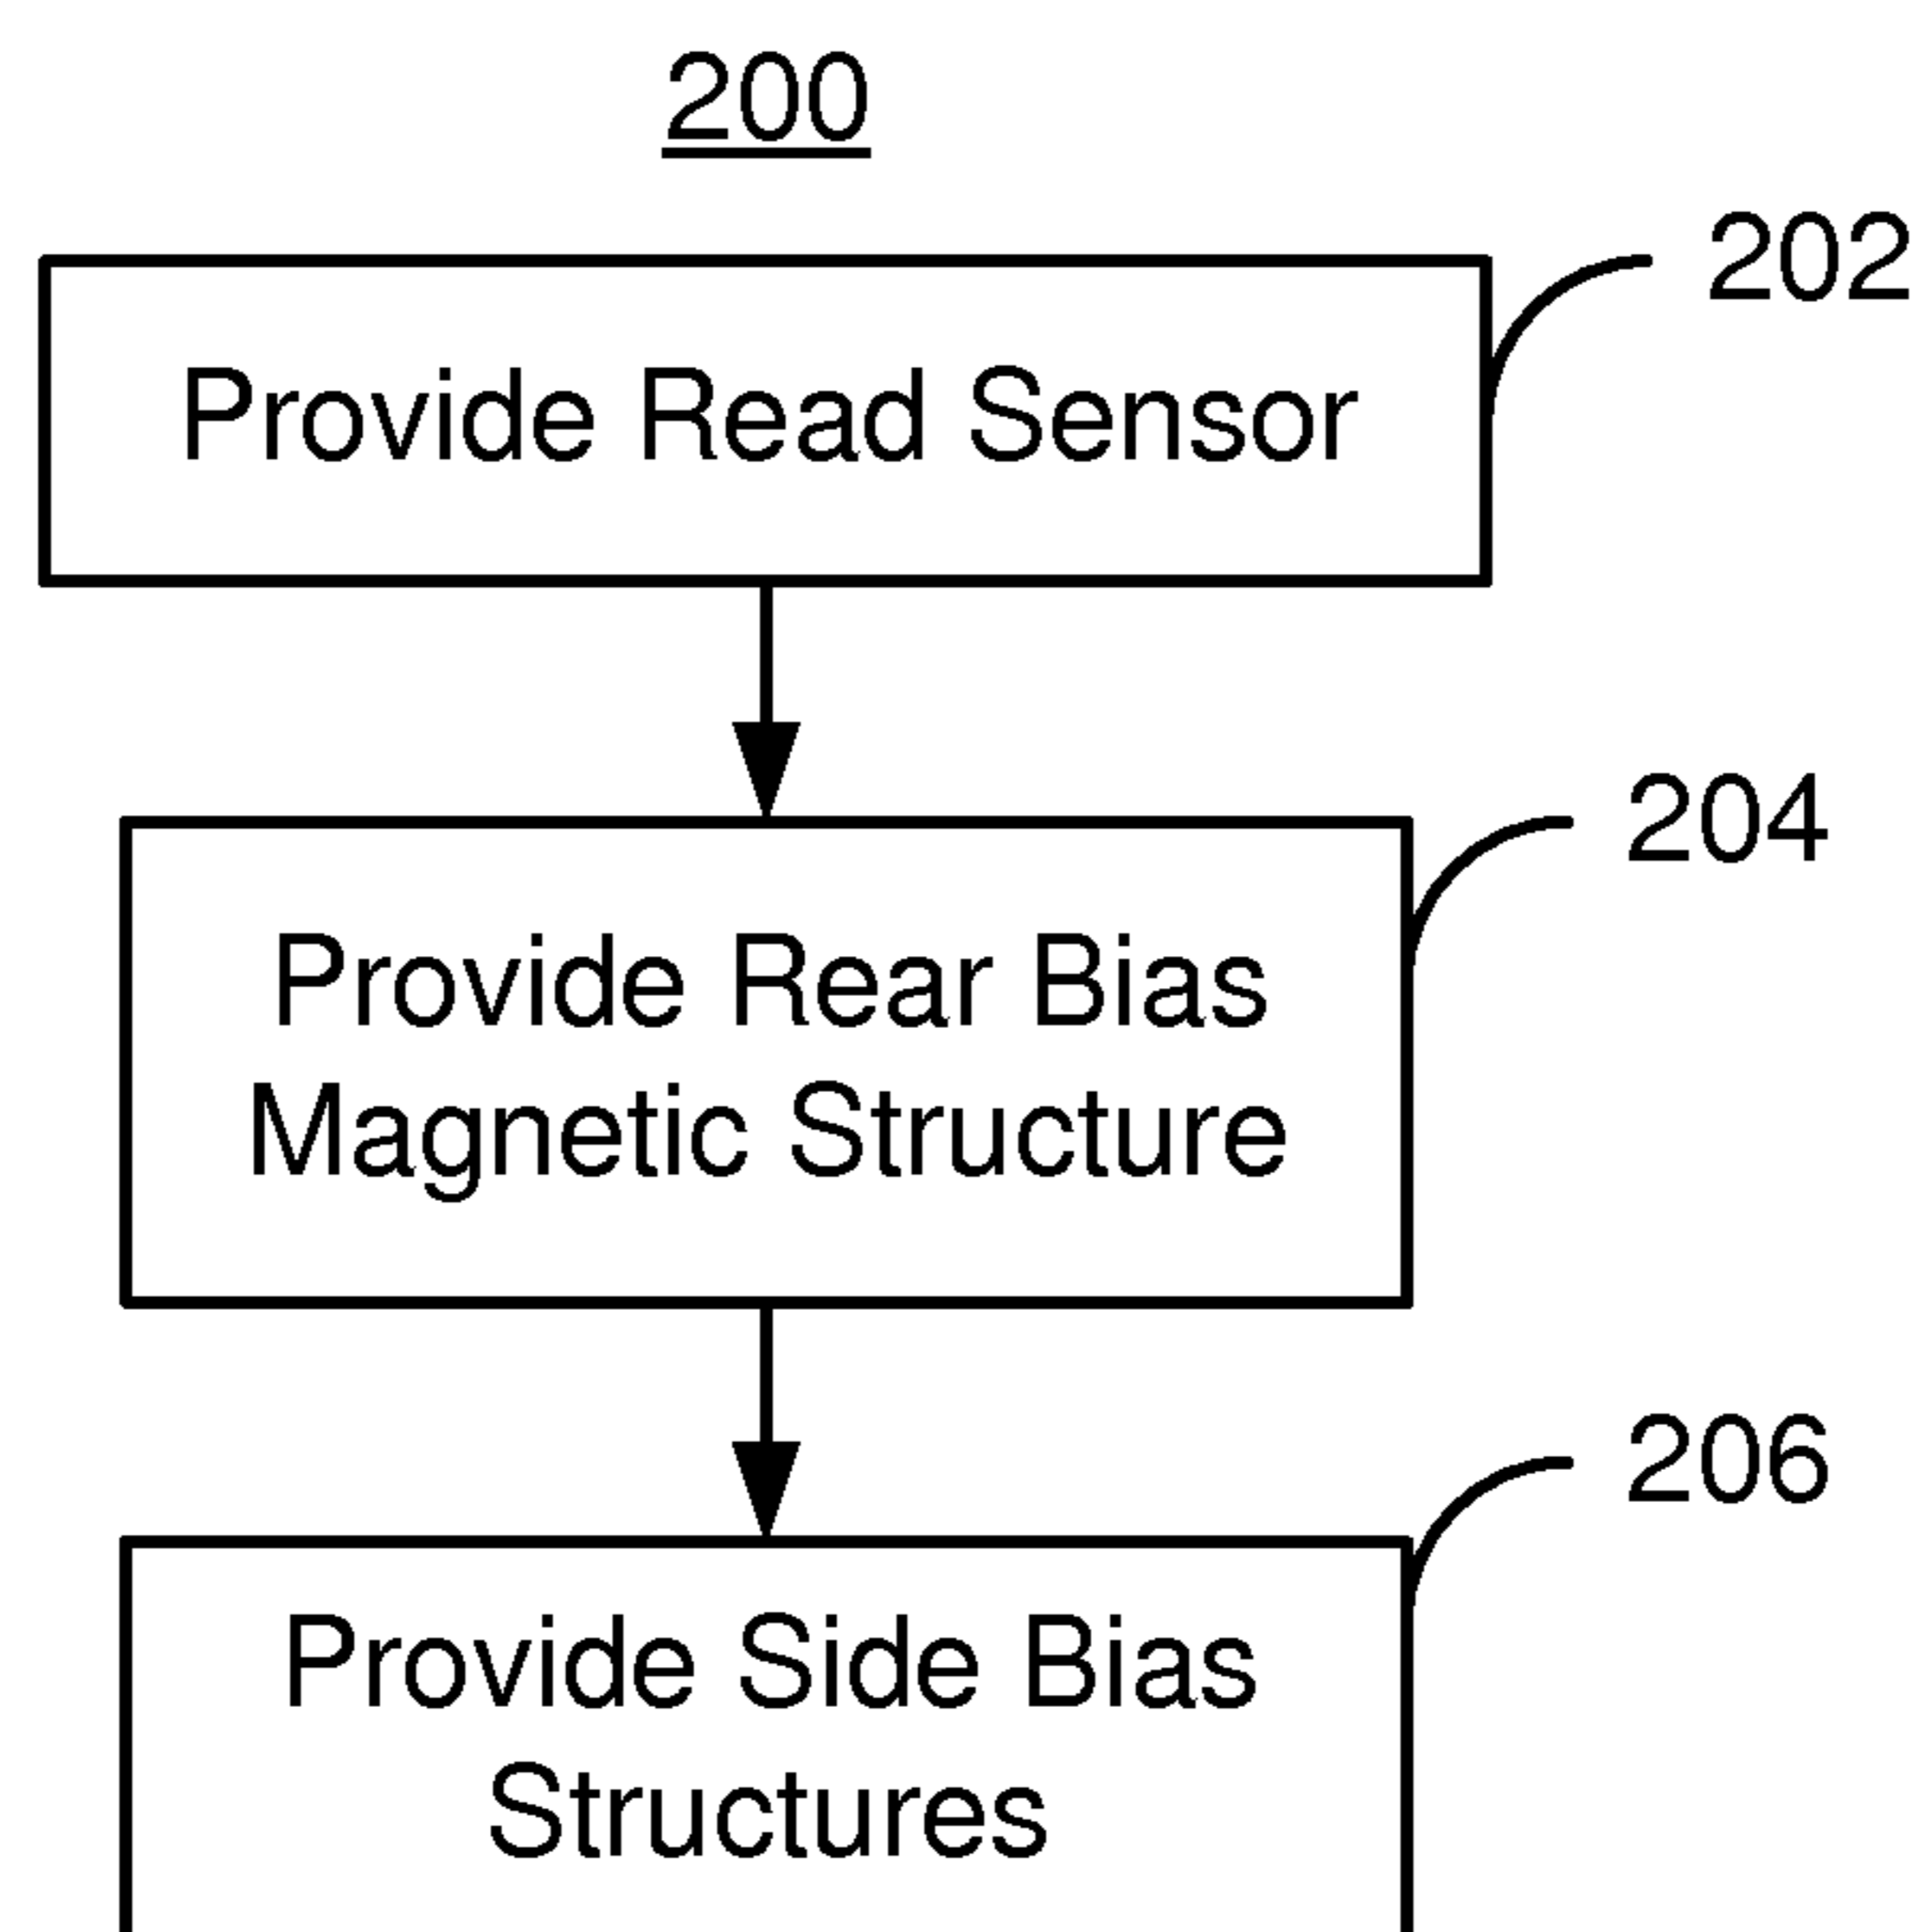 200
202
Provide Read Sensor
204
Provide Rear Bias
Magnetic Structure
206
Provide Side Bias
Structures